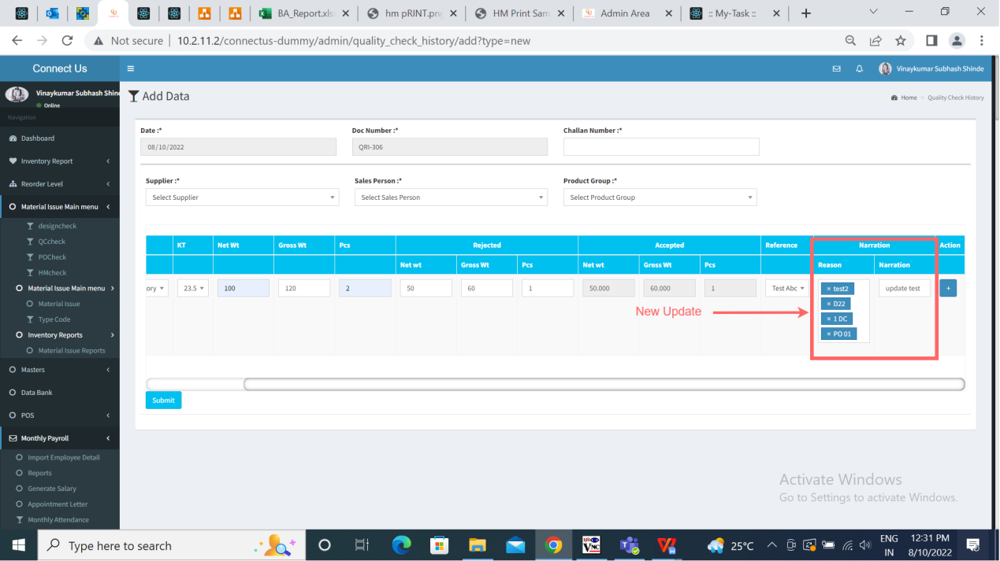 BA_Report.xls
hm pRINT.png
HM Print Sam
Admin Area
:: My-Task ::
Not secure | 10.2.11.2/connectus-dummy/admin/quality_check_history/add?type=new
Connect Us
Vinaykumar Subhash Shinde
Vinaykumar Subhash Shind
Online
Navigation
Dashboard
Inventory Report
Reorder Level
Material Issue Main menu
designcheck
QCcheck
POCheck
HMcheck
Material Issue Main menu
Material Issue
Type Code
Inventory Reports
Material Issue Reports
Masters
Data Bank
POS
Monthly Payroll
Import Employee Detail
Reports
Generate Salary
Appointment Letter
Monthly Attendance
Add Data
Home > Quality Check History
Date :* Doc Number :* Challan Number :*
08/10/2022 QRI-306
Supplier :* Sales Person :* Product Group :*
Select Supplier Select Sales Person Select Product Group
KT Net Wt Gross Wt Pcs Rejected Accepted Reference Narration Action
Net wt Gross Wt Pcs Net wt Gross Wt Pcs Reason Narration
ory 23.5 100 120 2 50 60 1 50.000 60.000 1 Test Abc × test2 update test +
× D22
× 1 DC
× PO 01
New Update
Submit
Activate Windows
Go to Settings to activate Windows.
Type here to search
25°C
ENG
IN
12:31 PM
8/10/2022